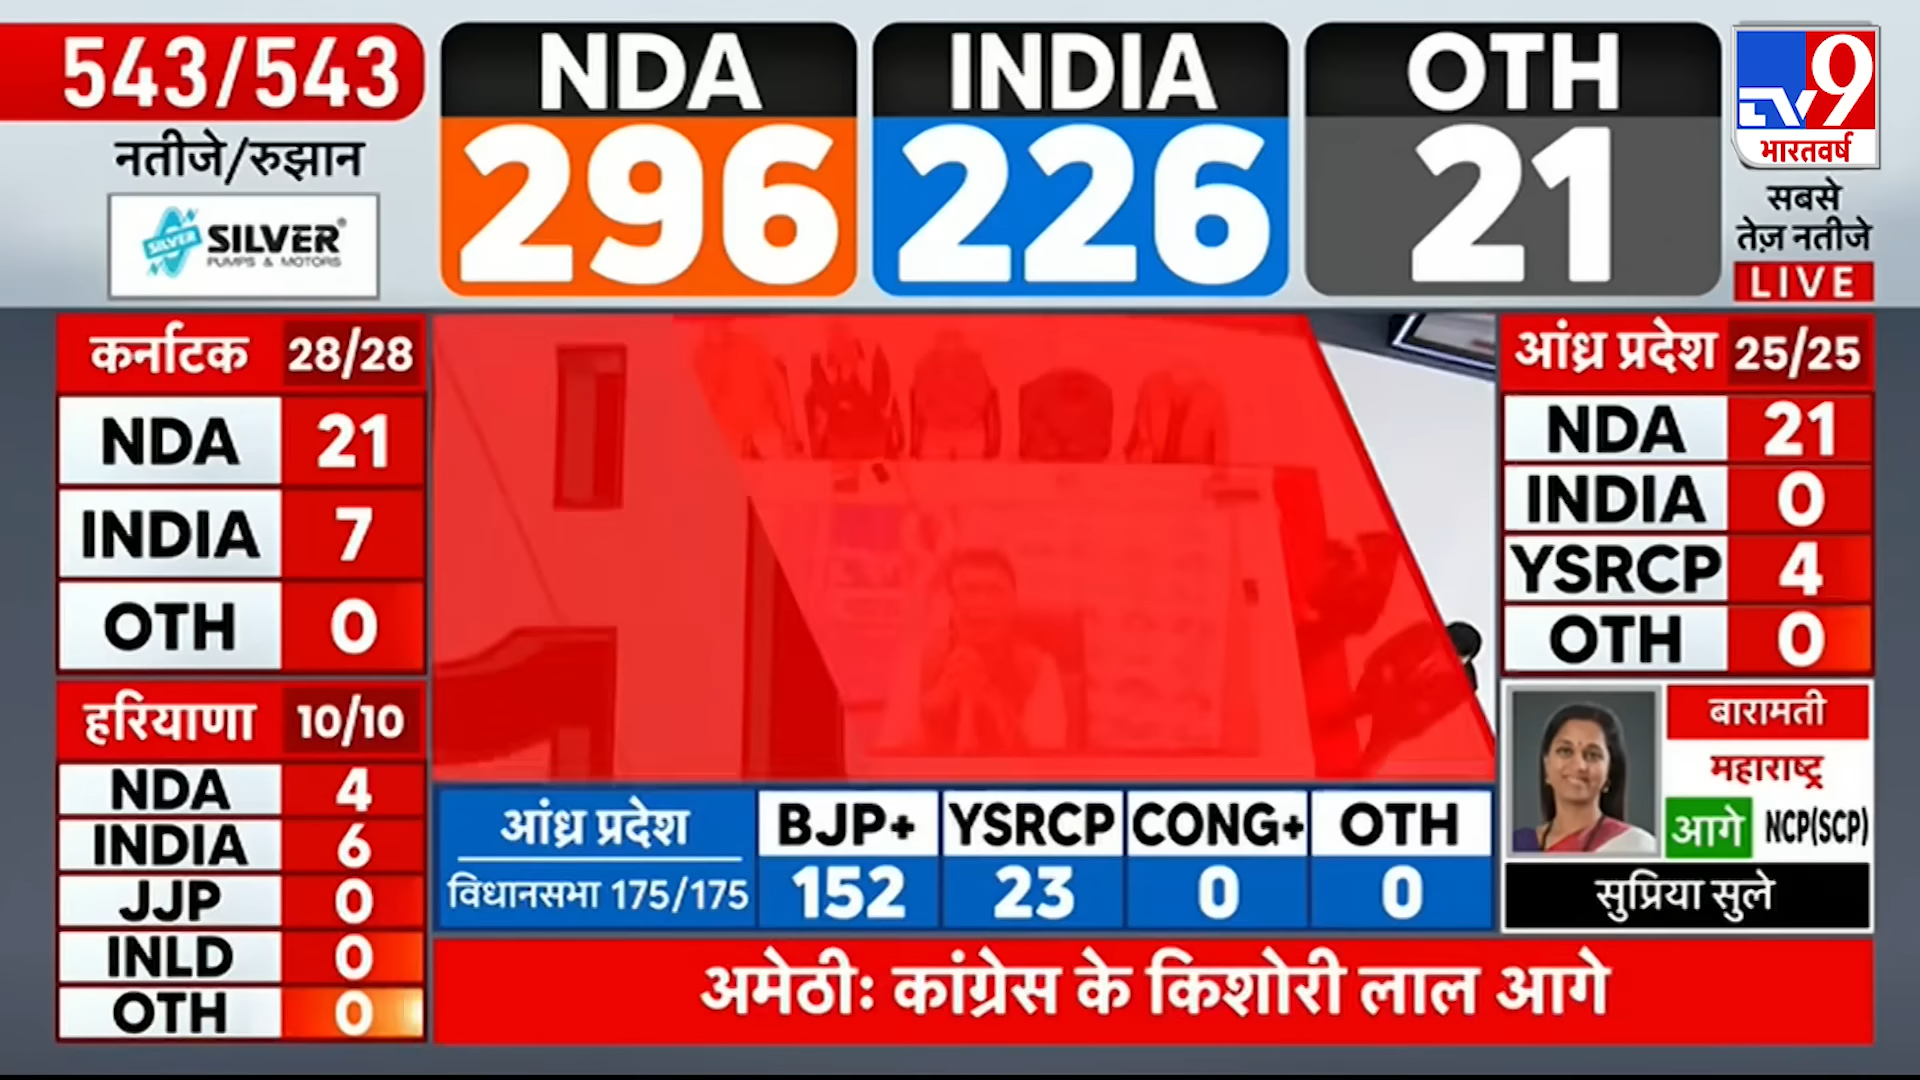 543/543
नतीजे/रुझान
SILVER
SILVER®
PUMPS & MOTORS
NDA
296
INDIA
226
OTH
21
TV9
भारतवर्ष
सबसे
तेज़ नतीजे
LIVE
कर्नाटक 28/28
NDA 21
INDIA 7
OTH 0
हरियाणा 10/10
NDA 4
INDIA 6
JJP 0
INLD 0
OTH 0
आंध्र प्रदेश 25/25
NDA 21
INDIA 0
YSRCP 4
OTH 0
बारामती
महाराष्ट्र
आगे NCP(SCP)
सुप्रिया सुले
आंध्र प्रदेश BJP+ YSRCP CONG+ OTH
विधानसभा 175/175 152 23 0 0
अमेठी: कांग्रेस के किशोरी लाल आगे